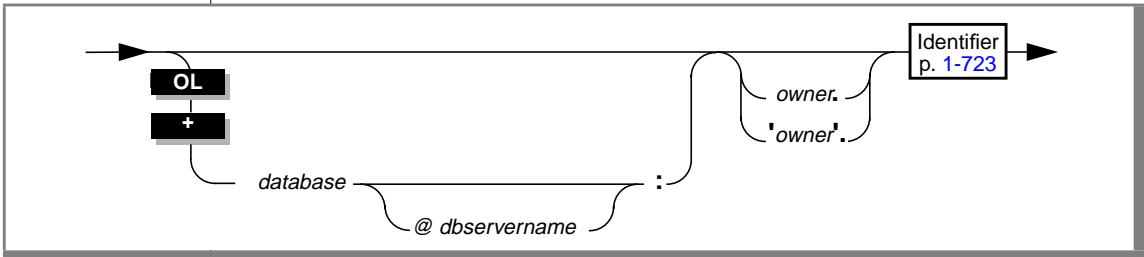 Identifier
p. 1-723
OL
+
owner.
'owner'.
database
:
@ dbservername